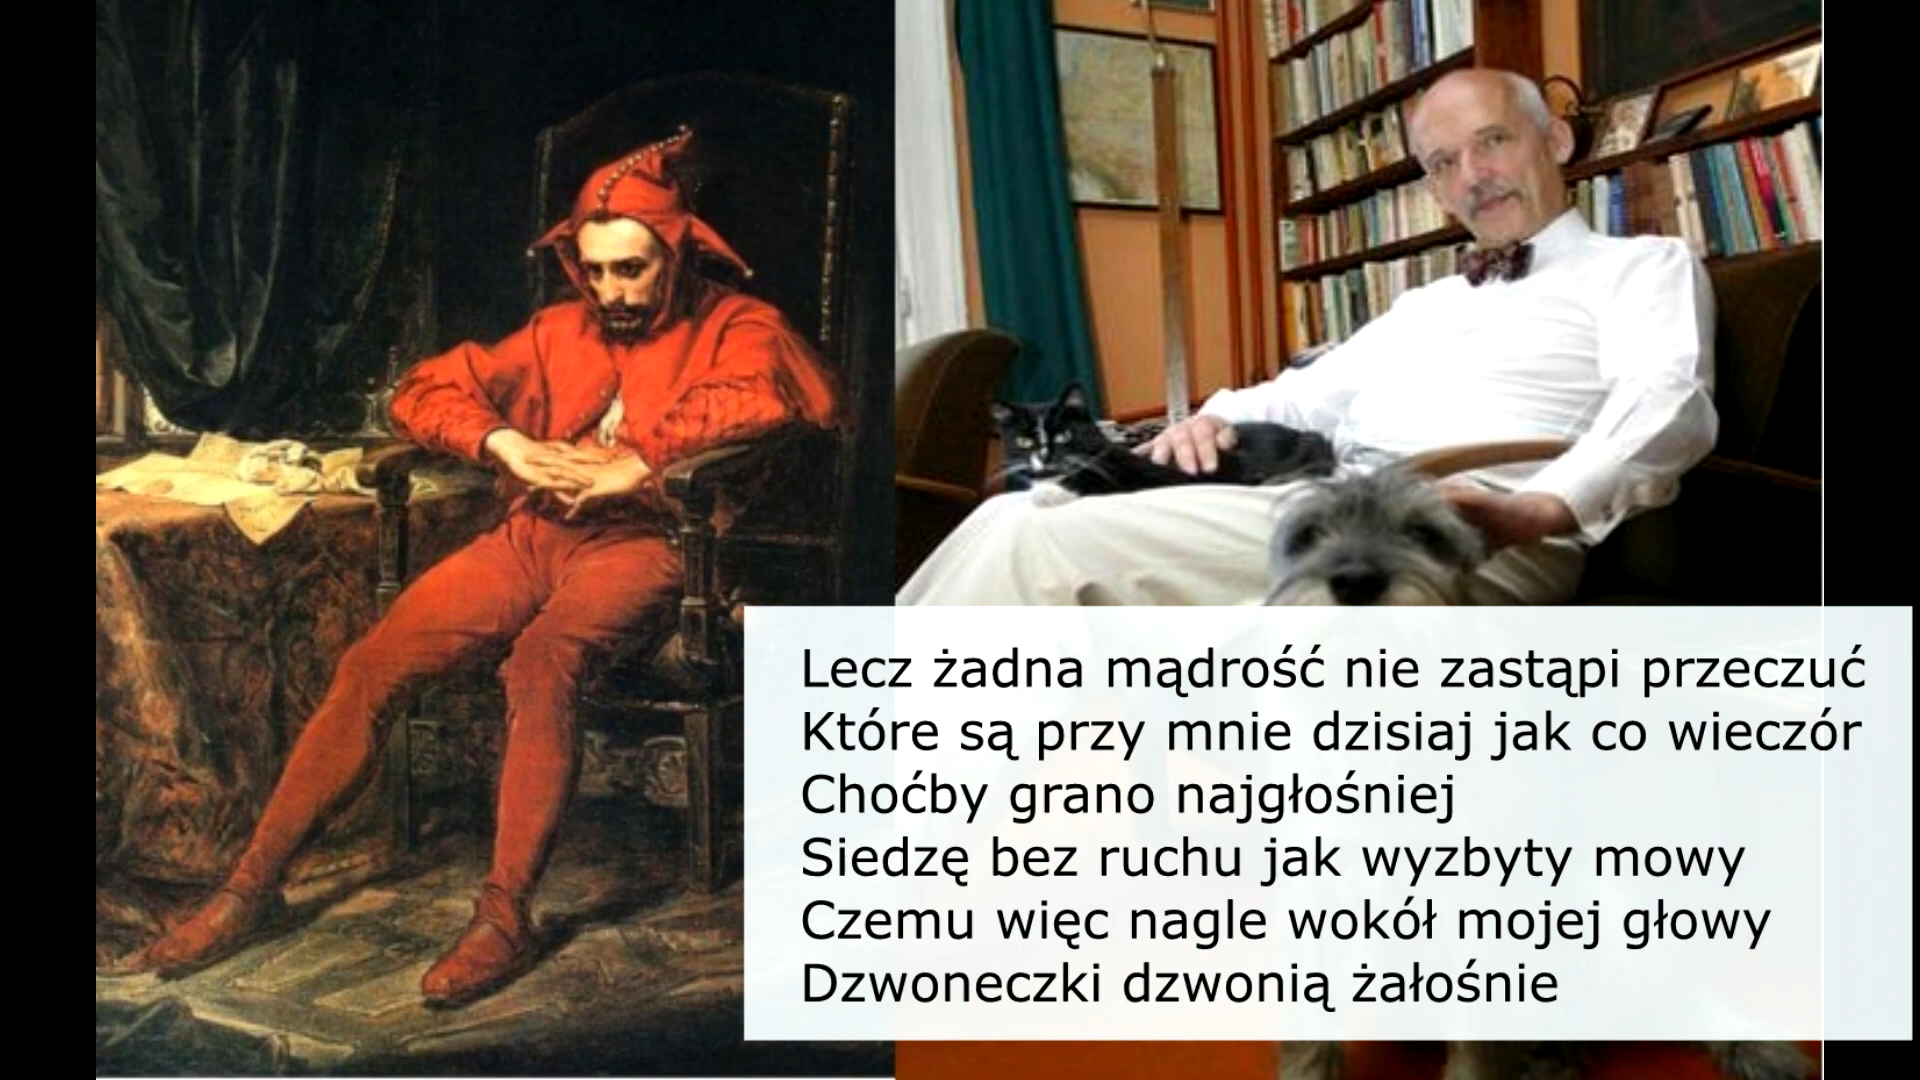 Lecz żadna mądrość nie zastąpi przeczuć
Które są przy mnie dzisiaj jak co wieczór
Choćby grano najgłośniej
Siedzę bez ruchu jak wyzbyty mowy
Czemu więc nagle wokół mojej głowy
Dzwoneczki dzwonią żałośnie